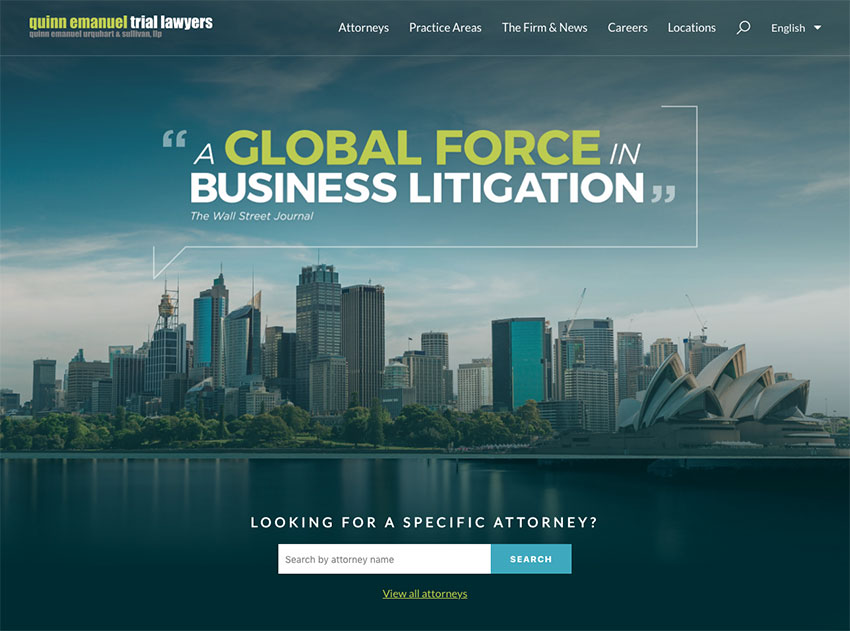 quinn emanuel trial lawyers
quinn emanuel urquhart & sullivan, llp
Attorneys
Practice Areas
The Firm & News
Careers
Locations
English
“ A GLOBAL FORCE IN
BUSINESS LITIGATION ”
The Wall Street Journal
LOOKING FOR A SPECIFIC ATTORNEY?
Search by attorney name
SEARCH
View all attorneys